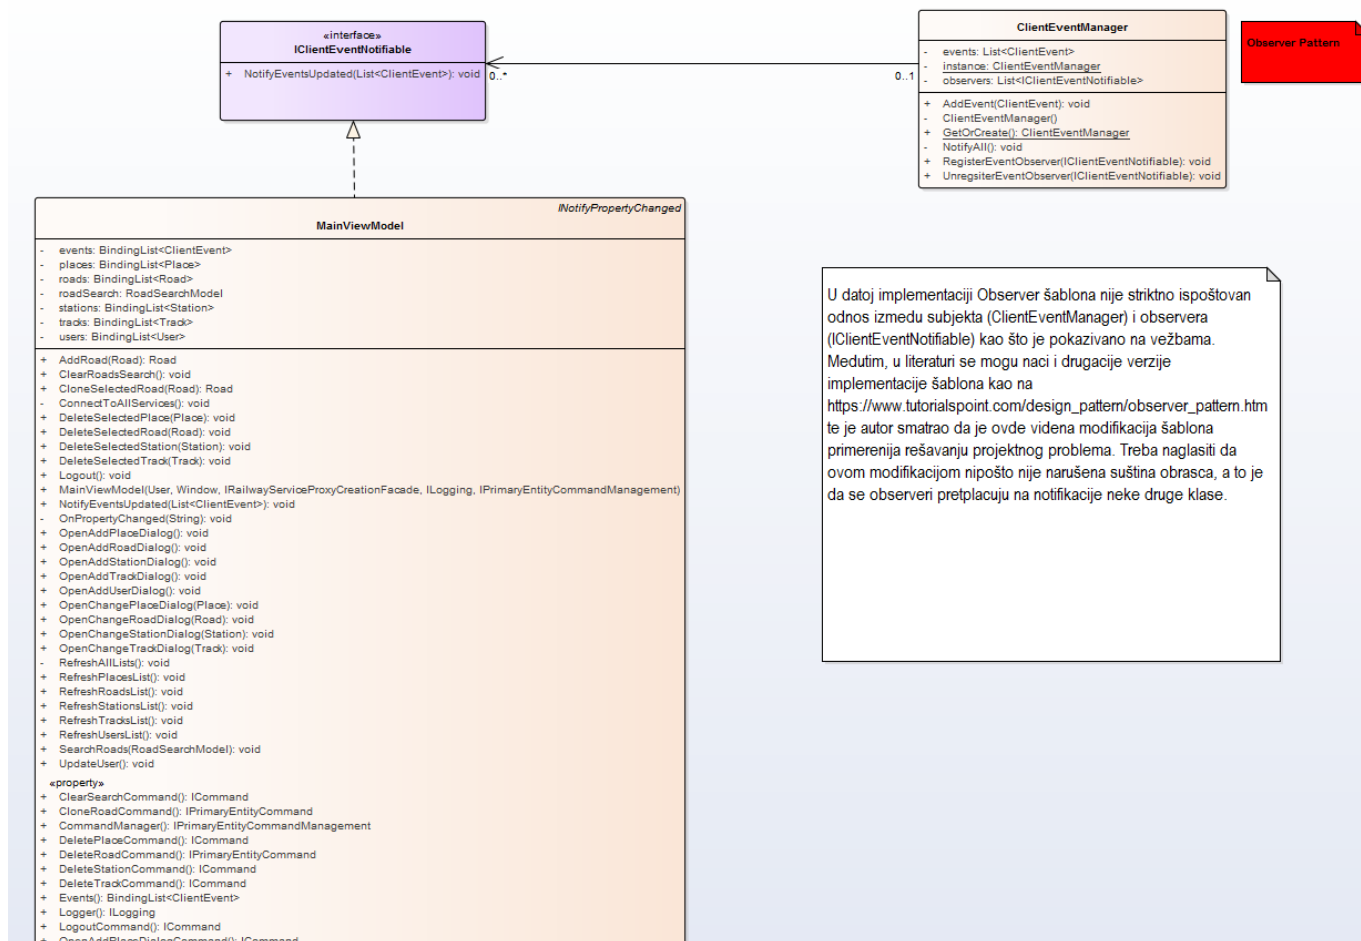 «interface»
IClientEventNotifiable
+ NotifyEventsUpdated(List<ClientEvent>): void
0..*
0..1
ClientEventManager
- events: List<ClientEvent>
- instance: ClientEventManager
- observers: List<IClientEventNotifiable>
+ AddEvent(ClientEvent): void
- ClientEventManager()
+ GetOrCreate(): ClientEventManager
- NotifyAll(): void
+ RegisterEventObserver(IClientEventNotifiable): void
+ UnregsiterEventObserver(IClientEventNotifiable): void
Observer Pattern
INotifyPropertyChanged
MainViewModel
- events: BindingList<ClientEvent>
- places: BindingList<Place>
- roads: BindingList<Road>
- roadSearch: RoadSearchModel
- stations: BindingList<Station>
- tracks: BindingList<Track>
- users: BindingList<User>
+ AddRoad(Road): Road
+ ClearRoadsSearch(): void
+ CloneSelectedRoad(Road): Road
- ConnectToAllServices(): void
+ DeleteSelectedPlace(Place): void
+ DeleteSelectedRoad(Road): void
+ DeleteSelectedStation(Station): void
+ DeleteSelectedTrack(Track): void
+ Logout(): void
+ MainViewModel(User, Window, IRailwayServiceProxyCreationFacade, ILogging, IPrimaryEntityCommandManagement)
+ NotifyEventsUpdated(List<ClientEvent>): void
- OnPropertyChanged(String): void
+ OpenAddPlaceDialog(): void
+ OpenAddRoadDialog(): void
+ OpenAddStationDialog(): void
+ OpenAddTrackDialog(): void
+ OpenAddUserDialog(): void
+ OpenChangePlaceDialog(Place): void
+ OpenChangeRoadDialog(Road): void
+ OpenChangeStationDialog(Station): void
+ OpenChangeTrackDialog(Track): void
- RefreshAllLists(): void
+ RefreshPlacesList(): void
+ RefreshRoadsList(): void
+ RefreshStationsList(): void
+ RefreshTracksList(): void
+ RefreshUsersList(): void
+ SearchRoads(RoadSearchModel): void
+ UpdateUser(): void
«property»
+ ClearSearchCommand(): ICommand
+ CloneRoadCommand(): IPrimaryEntityCommand
+ CommandManager(): IPrimaryEntityCommandManagement
+ DeletePlaceCommand(): ICommand
+ DeleteRoadCommand(): IPrimaryEntityCommand
+ DeleteStationCommand(): ICommand
+ DeleteTrackCommand(): ICommand
+ Events(): BindingList<ClientEvent>
+ Logger(): ILogging
+ LogoutCommand(): ICommand
+ OpenAddPlaceDialogCommand(): ICommand
U datoj implementaciji Observer šablona nije striktno ispoštovan
odnos izmedu subjekta (ClientEventManager) i observera
(IClientEventNotifiable) kao što je pokazivano na vežbama.
Medutim, u literaturi se mogu naci i drugacije verzije
implementacije šablona kao na
https://www.tutorialspoint.com/design_pattern/observer_pattern.htm
te je autor smatrao da je ovde videna modifikacija šablona
primerenija rešavanju projektnog problema. Treba naglasiti da
ovom modifikacijom nipošto nije narušena suština obrasca, a to je
da se observeri pretplacuju na notifikacije neke druge klase.